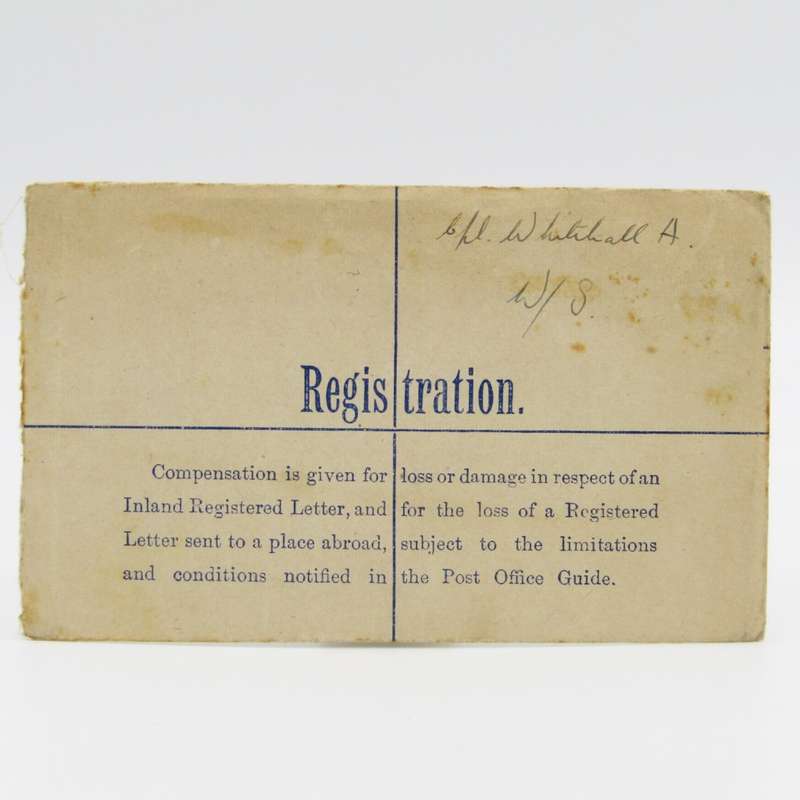 Cpl. Whitehall A.
W/S.
Registration.
Compensation is given for loss or damage in respect of an
Inland Registered Letter, and for the loss of a Registered
Letter sent to a place abroad, subject to the limitations
and conditions notified in the Post Office Guide.